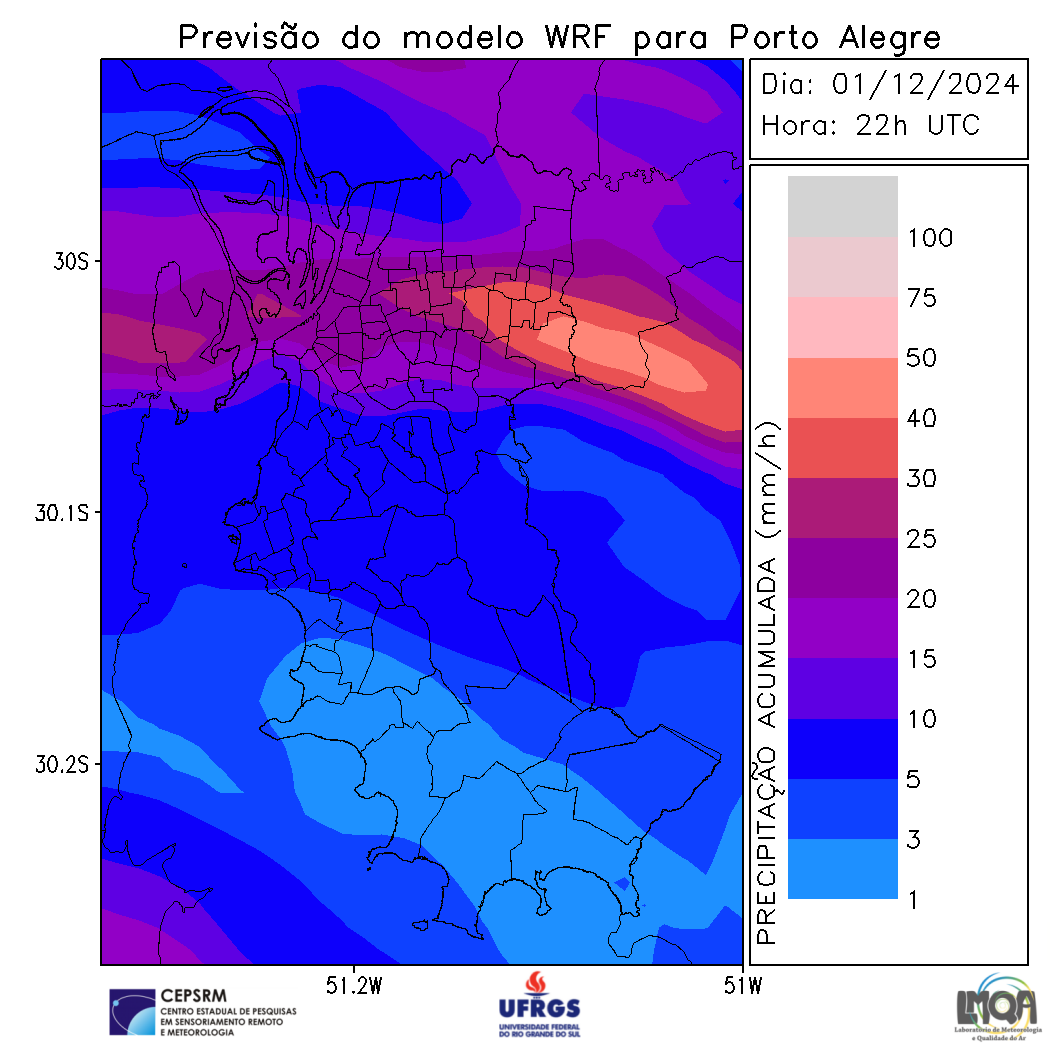 Previsão do modelo WRF para Porto Alegre
Dia: 01/12/2024
Hora: 22h UTC
30S
30.1S
30.2S
51.2W
51W
PRECIPITAÇÃO ACUMULADA (mm/h)
100
75
50
40
30
25
20
15
10
5
3
1
CEPSRM
CENTRO ESTADUAL DE PESQUISAS
EM SENSORIAMENTO REMOTO
E METEOROLOGIA
UFRGS
UNIVERSIDADE FEDERAL
DO RIO GRANDE DO SUL
LMQA
Laboratório de Meteorologia
e Qualidade do Ar